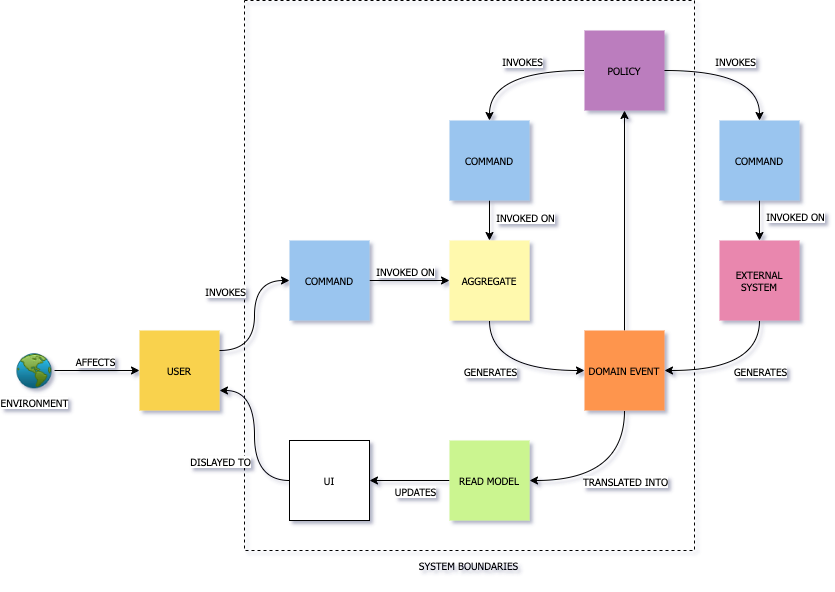 INVOKES
POLICY
INVOKES
COMMAND
COMMAND
INVOKED ON
INVOKED ON
INVOKED ON
INVOKES
COMMAND
AGGREGATE
EXTERNAL
SYSTEM
AFFECTS
USER
GENERATES
DOMAIN EVENT
GENERATES
ENVIRONMENT
DISLAYED TO
UI
UPDATES
READ MODEL
TRANSLATED INTO
SYSTEM BOUNDARIES